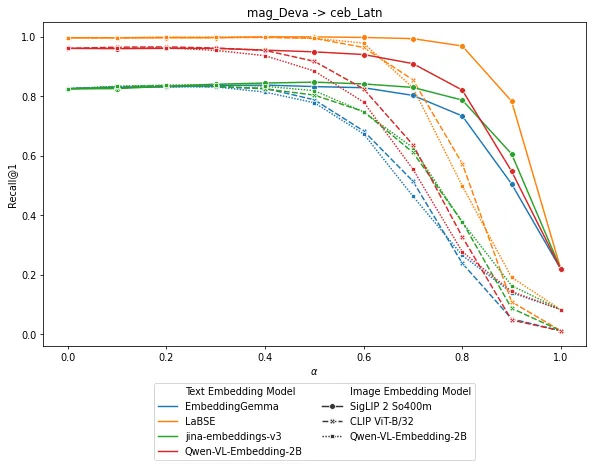 mag_Deva -> ceb_Latn
Recall@1
1.0
0.8
0.6
0.4
0.2
0.0
0.0 0.2 0.4 0.6 0.8 1.0
α
Text Embedding Model
EmbeddingGemma
LaBSE
jina-embeddings-v3
Qwen-VL-Embedding-2B
Image Embedding Model
SigLIP 2 So400m
CLIP ViT-B/32
Qwen-VL-Embedding-2B